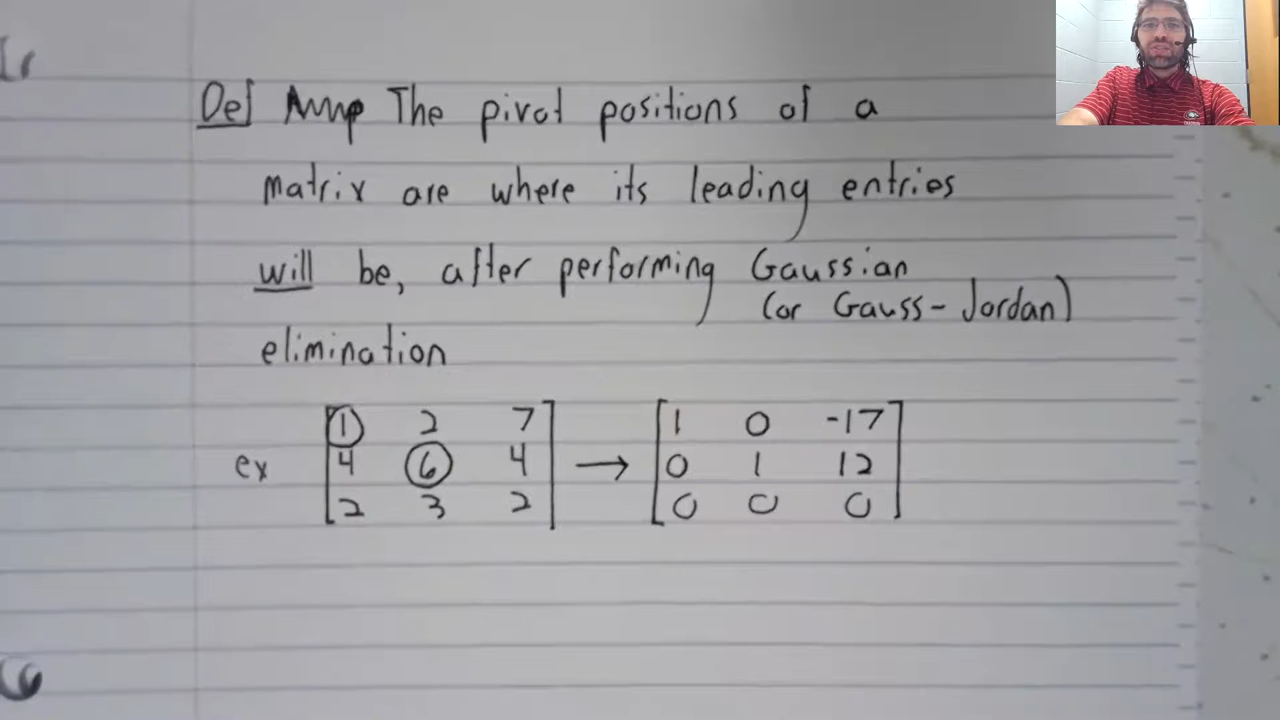 Def The pivot positions of a
matrix are where its leading entries
will be, after performing Gaussian
(or Gauss-Jordan)
elimination
ex [1 2 7] → [1 0 -17]
[4 6 4] [0 1 12]
[2 3 2] [0 0 0]